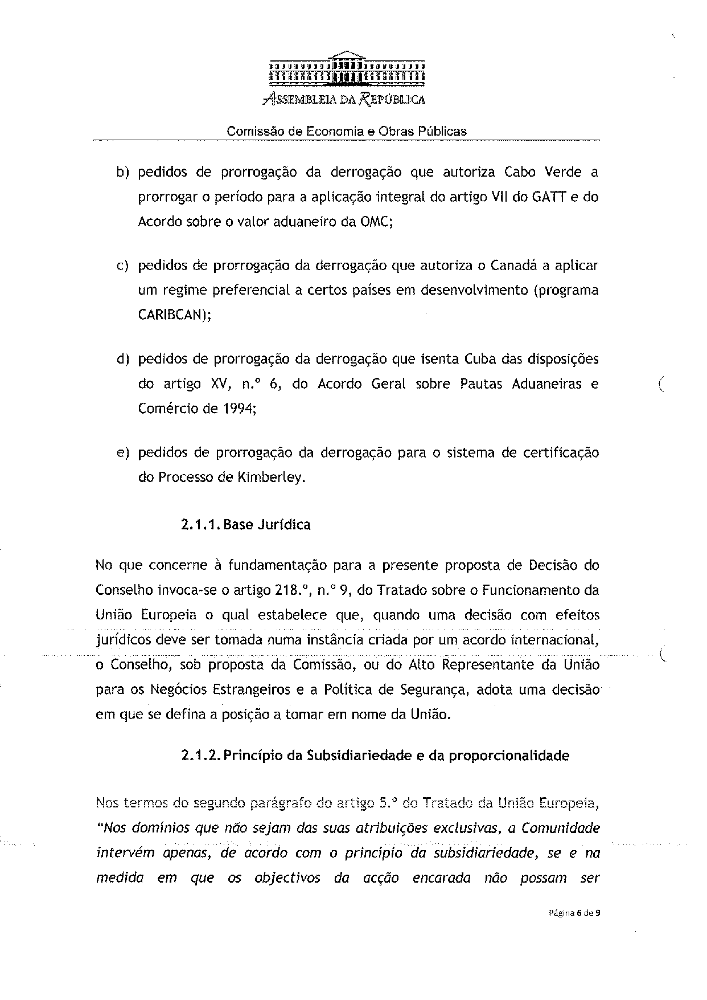 ASSEMBLEIA DA REPÚBLICA
Comissão de Economia e Obras Públicas
b) pedidos de prorrogação da derrogação que autoriza Cabo Verde a
prorrogar o período para a aplicação integral do artigo VII do GATT e do
Acordo sobre o valor aduaneiro da OMC;
c) pedidos de prorrogação da derrogação que autoriza o Canadá a aplicar
um regime preferencial a certos países em desenvolvimento (programa
CARIBCAN);
d) pedidos de prorrogação da derrogação que isenta Cuba das disposições
do artigo XV, n.º 6, do Acordo Geral sobre Pautas Aduaneiras e
Comércio de 1994;
e) pedidos de prorrogação da derrogação para o sistema de certificação
do Processo de Kimberley.
2.1.1. Base Jurídica
No que concerne à fundamentação para a presente proposta de Decisão do
Conselho invoca-se o artigo 218.º, n.º 9, do Tratado sobre o Funcionamento da
União Europeia o qual estabelece que, quando uma decisão com efeitos
jurídicos deve ser tomada numa instância criada por um acordo internacional,
o Conselho, sob proposta da Comissão, ou do Alto Representante da União
para os Negócios Estrangeiros e a Política de Segurança, adota uma decisão
em que se defina a posição a tomar em nome da União.
2.1.2. Princípio da Subsidiariedade e da proporcionalidade
Nos termos do segundo parágrafo do artigo 5.º do Tratado da União Europeia,
"Nos domínios que não sejam das suas atribuições exclusivas, a Comunidade
intervém apenas, de acordo com o princípio da subsidiariedade, se e na
medida em que os objectivos da acção encarada não possam ser
Página 6 de 9